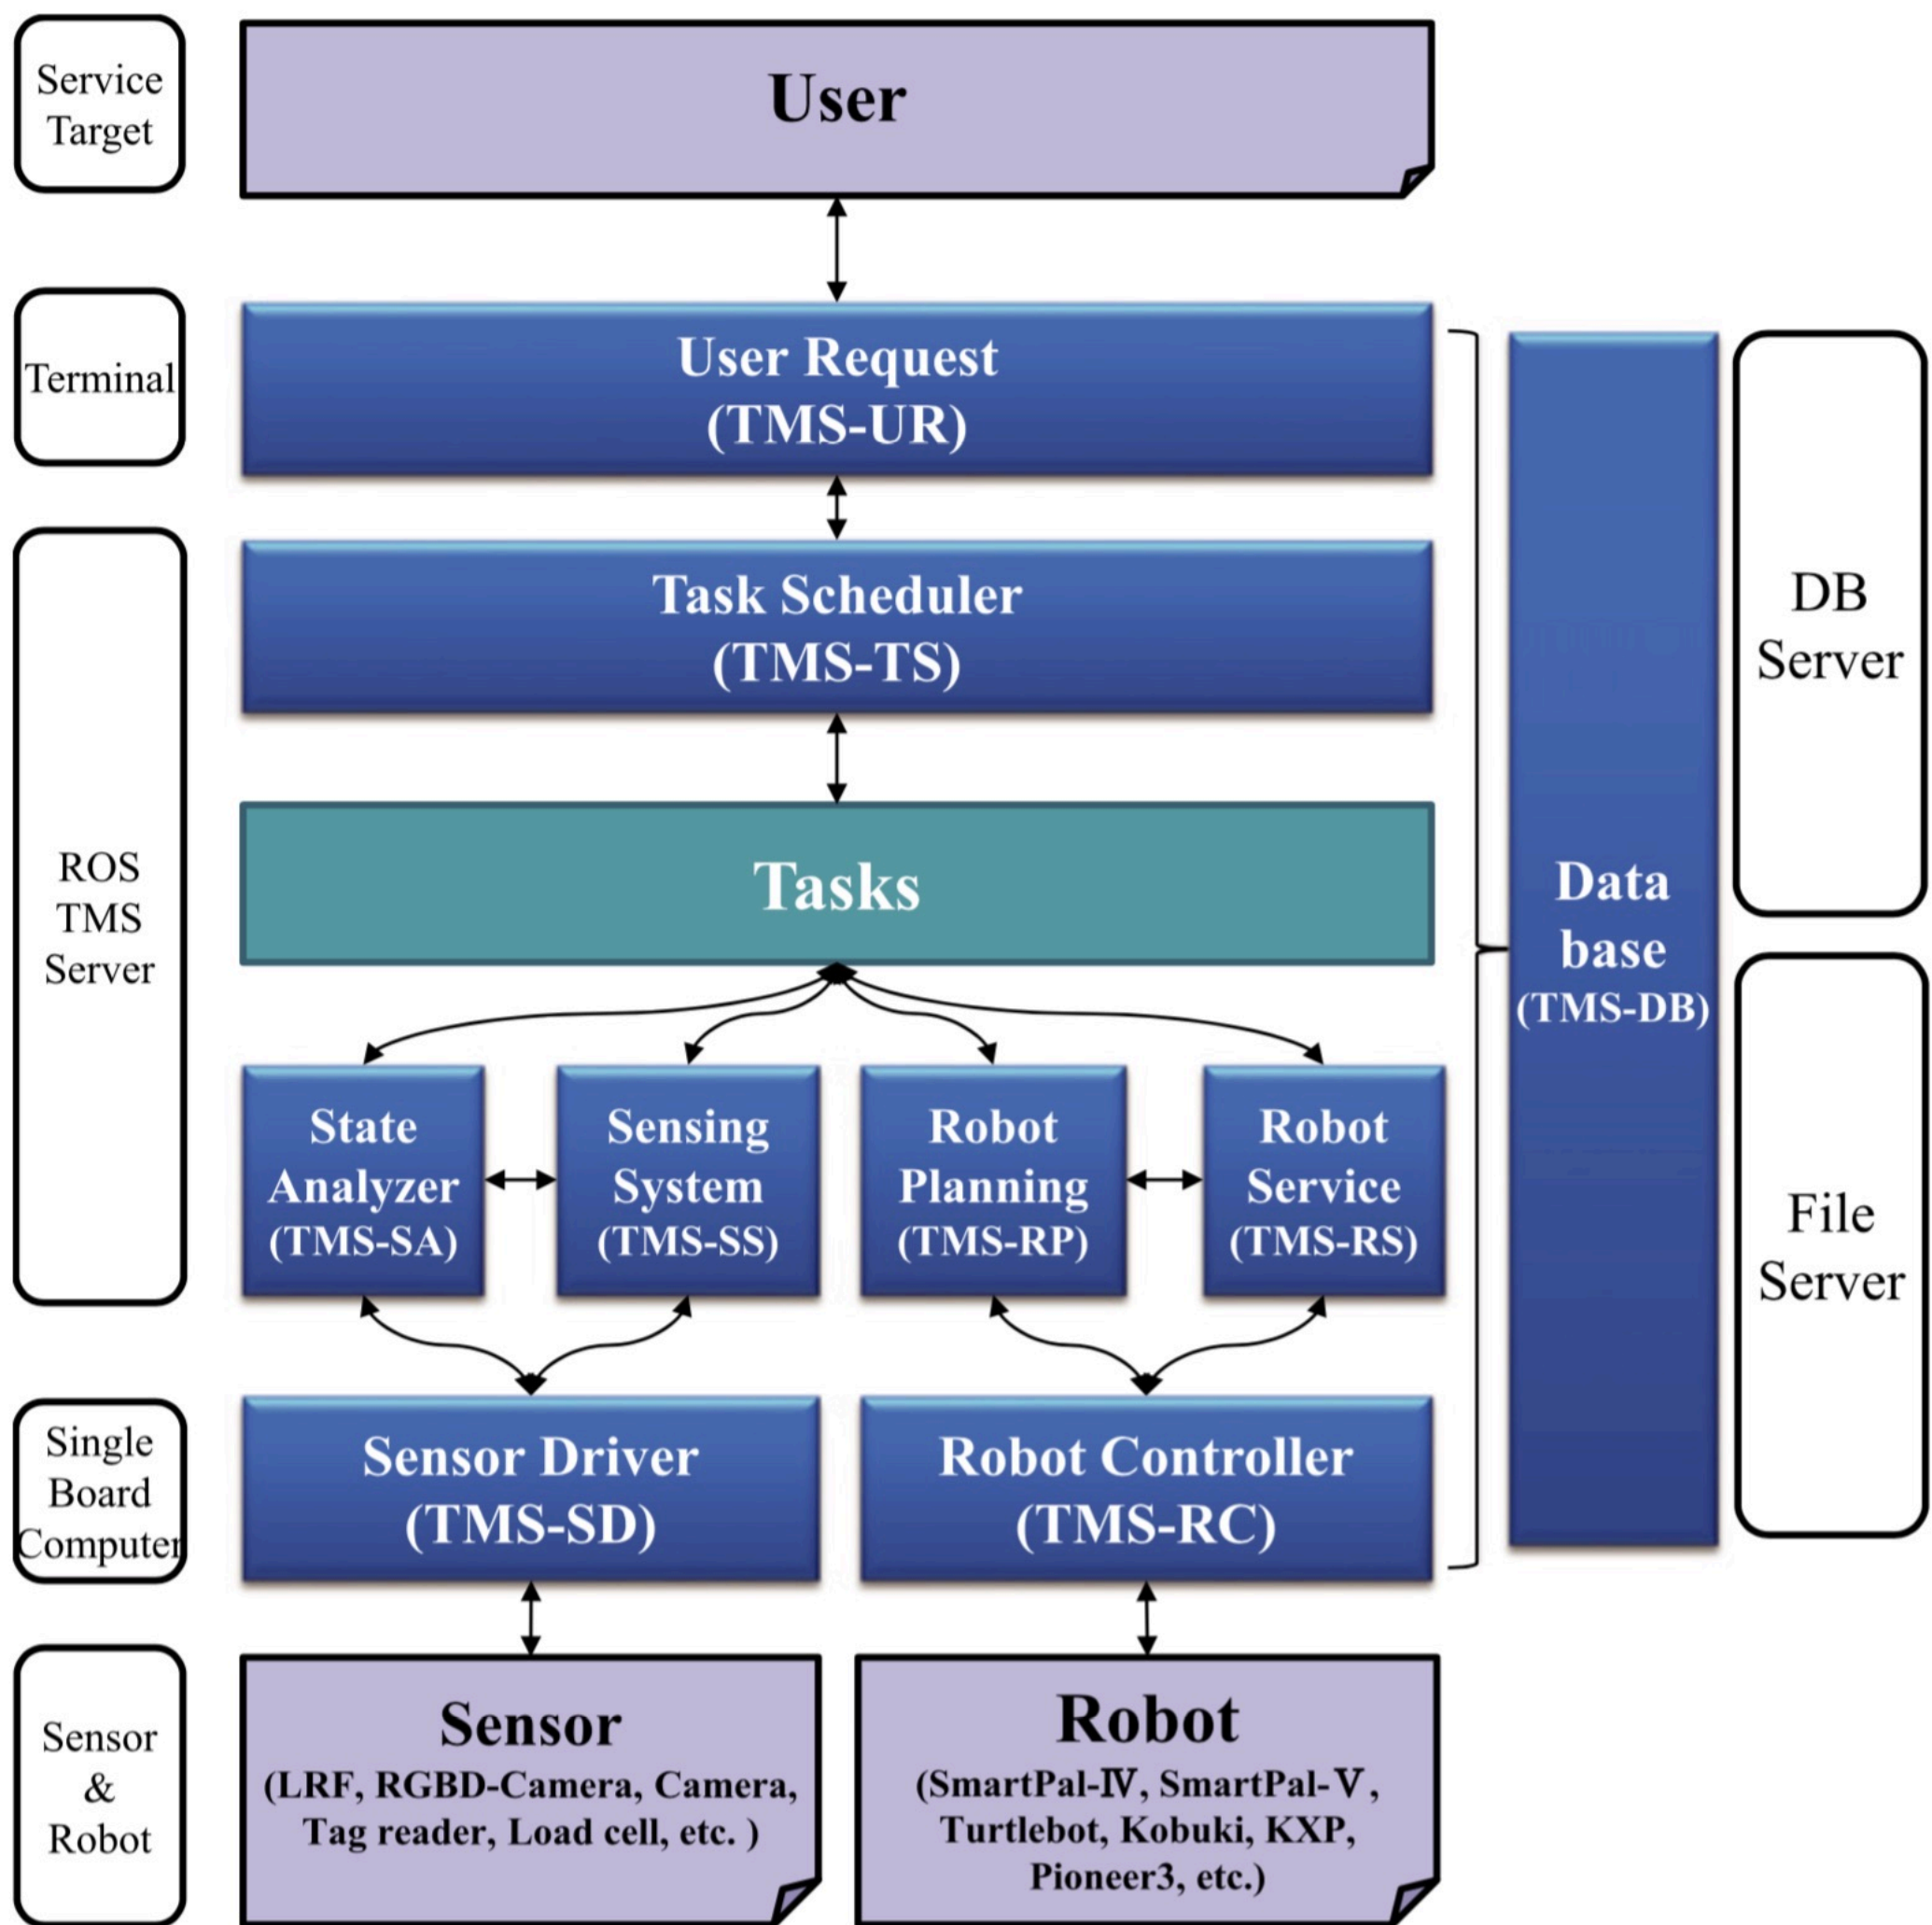 Service
Target
User
Terminal
User Request
(TMS-UR)
ROS
TMS
Server
Task Scheduler
(TMS-TS)
Tasks
State
Analyzer
(TMS-SA)
Sensing
System
(TMS-SS)
Robot
Planning
(TMS-RP)
Robot
Service
(TMS-RS)
Data
base
(TMS-DB)
DB
Server
File
Server
Single
Board
Computer
Sensor Driver
(TMS-SD)
Robot Controller
(TMS-RC)
Sensor
&
Robot
Sensor
(LRF, RGBD-Camera, Camera,
Tag reader, Load cell, etc. )
Robot
(SmartPal-Ⅳ, SmartPal-Ⅴ,
Turtlebot, Kobuki, KXP,
Pioneer3, etc.)